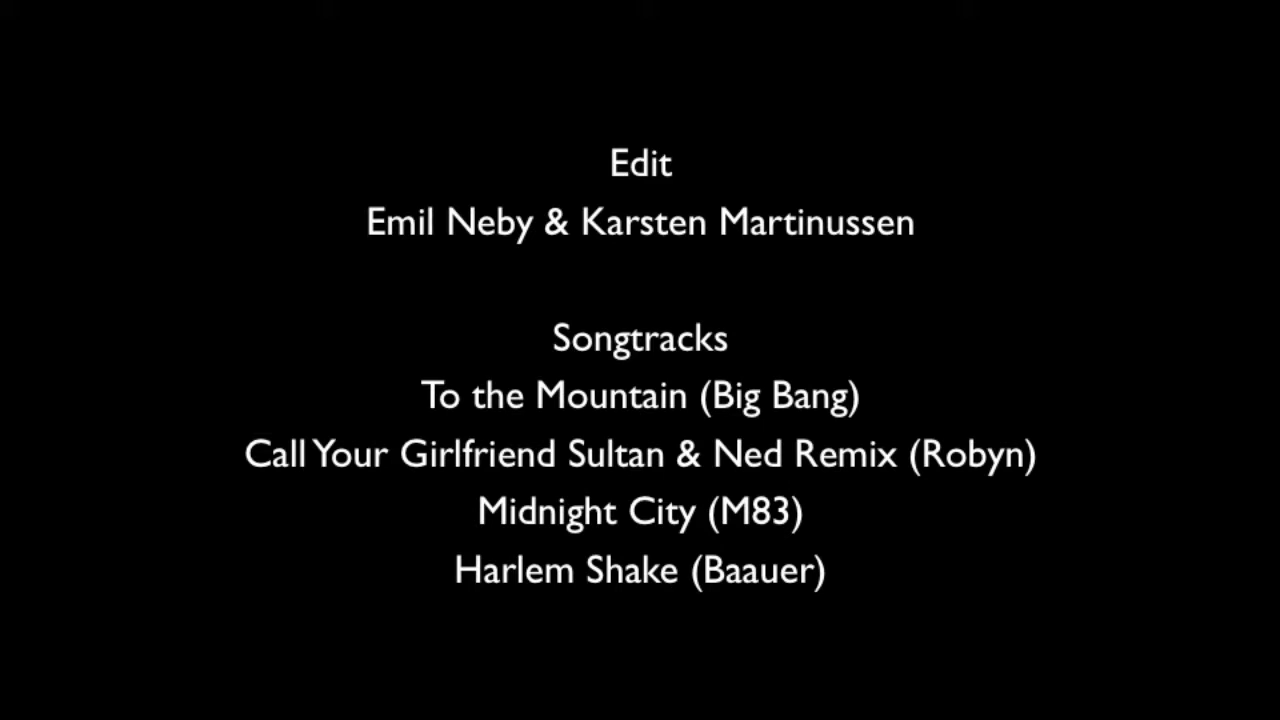 Edit
Emil Neby & Karsten Martinussen
Songtracks
To the Mountain (Big Bang)
Call Your Girlfriend Sultan & Ned Remix (Robyn)
Midnight City (M83)
Harlem Shake (Baauer)